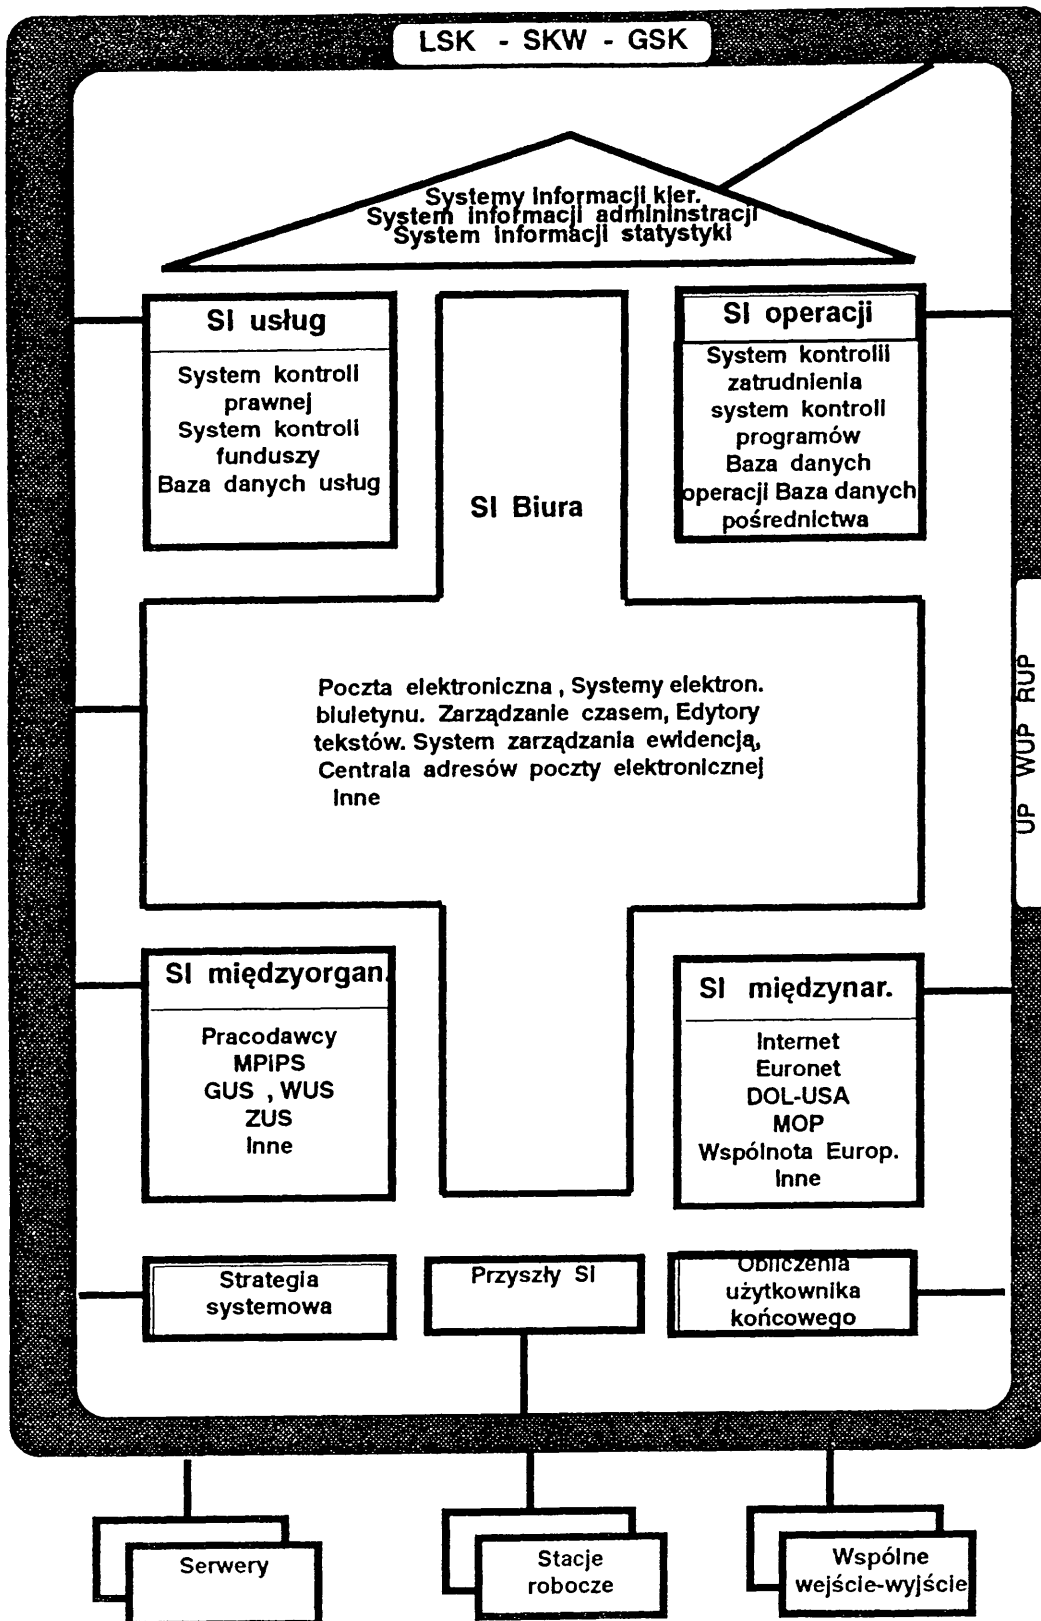 LSK - SKW - GSK
Systemy Informacji kier.
System informacji admininstracji
System informacji statystyki
SI usług
System kontroli
prawnej
System kontroli
funduszy
Baza danych usług
SI operacji
System kontrolii
zatrudnienia
system kontroli
programów
Baza danych
operacji Baza danych
pośrednictwa
SI Biura
Poczta elektroniczna , Systemy elektron.
biuletynu. Zarządzanie czasem, Edytory
tekstów. System zarządzania ewidencją,
Centrala adresów poczty elektronicznej
Inne
UP WUP RUP
SI międzyorgan.
Pracodawcy
MPiPS
GUS , WUS
ZUS
Inne
SI międzynar.
Internet
Euronet
DOL-USA
MOP
Wspólnota Europ.
Inne
Strategia
systemowa
Przyszły SI
Obliczenia
użytkownika
końcowego
Serwery
Stacje
robocze
Wspólne
wejście-wyjście